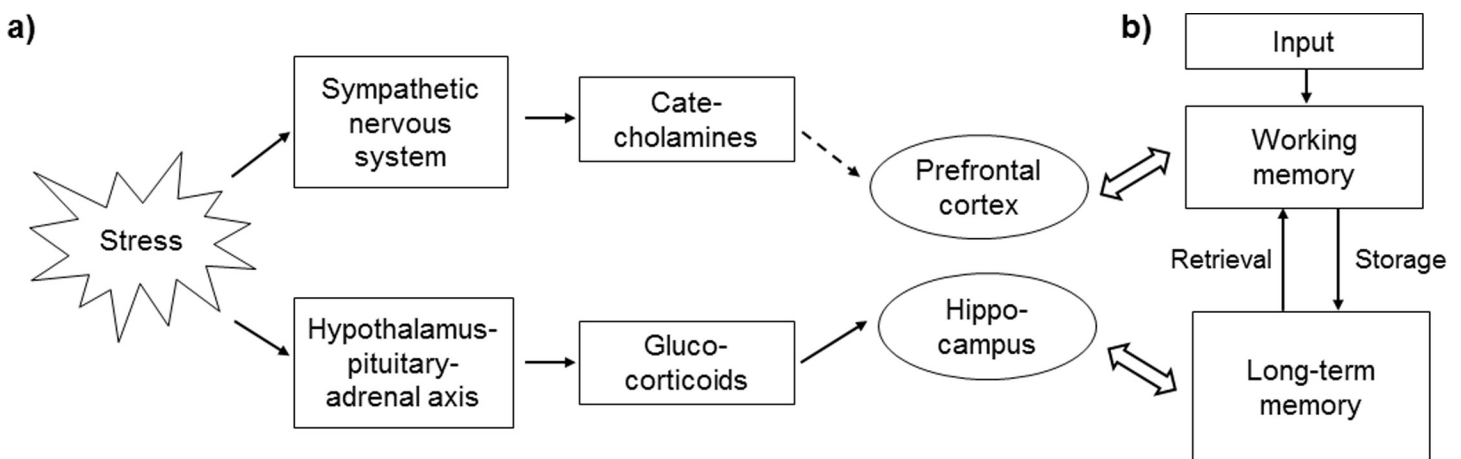 a)
Stress
Sympathetic
nervous
system
Cate-
cholamines
Hypothalamus-
pituitary-
adrenal axis
Gluco-
corticoids
Prefrontal
cortex
Hippo-
campus
b)
Input
Working
memory
Retrieval
Storage
Long-term
memory